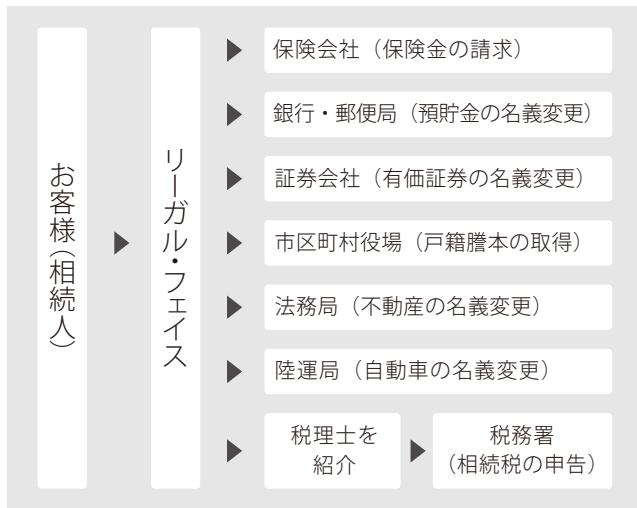 お客様（相続人）
リーガル・フェイス
保険会社（保険金の請求）
銀行・郵便局（預貯金の名義変更）
証券会社（有価証券の名義変更）
市区町村役場（戸籍謄本の取得）
法務局（不動産の名義変更）
陸運局（自動車の名義変更）
税理士を
紹介
税務署
（相続税の申告）